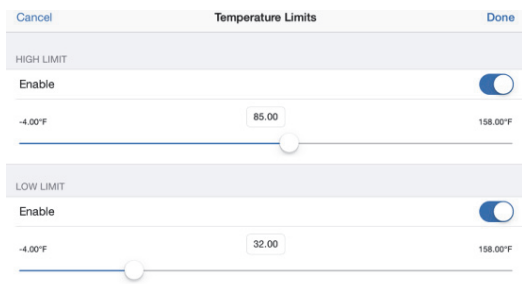 Cancel Temperature Limits Done
HIGH LIMIT
Enable
-4.00°F 85.00 158.00°F
LOW LIMIT
Enable
-4.00°F 32.00 158.00°F